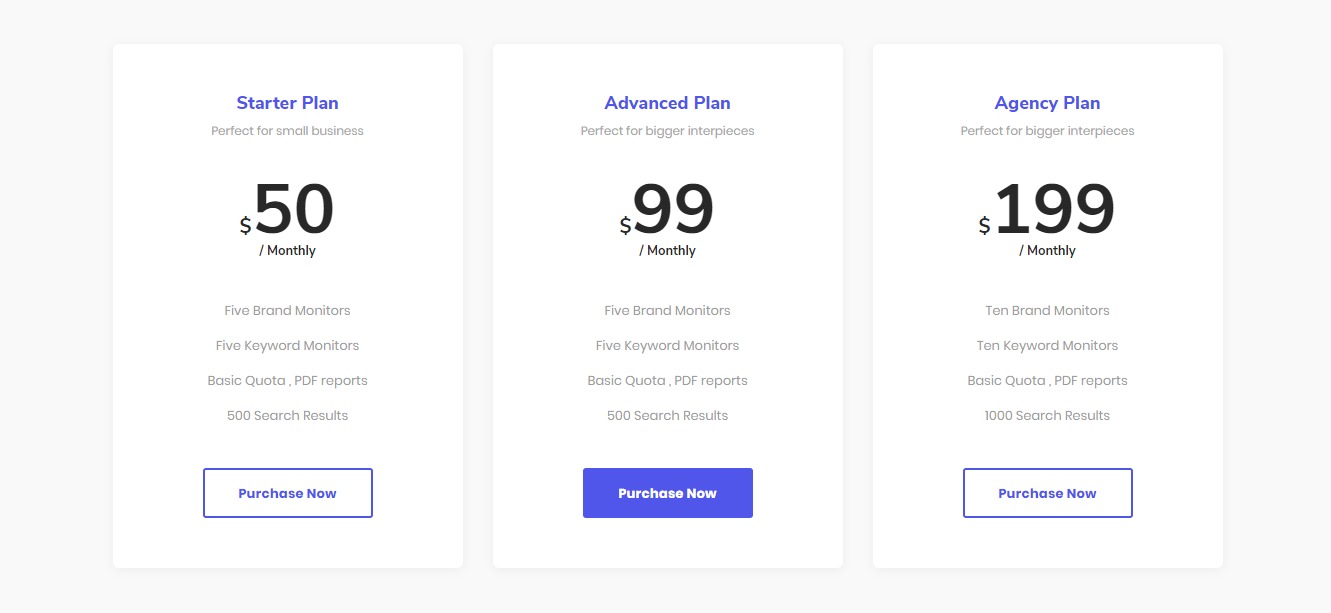 Starter Plan
Perfect for small business
$50
/ Monthly
Five Brand Monitors
Five Keyword Monitors
Basic Quota , PDF reports
500 Search Results
Purchase Now
Advanced Plan
Perfect for bigger interpieces
$99
/ Monthly
Five Brand Monitors
Five Keyword Monitors
Basic Quota , PDF reports
500 Search Results
Purchase Now
Agency Plan
Perfect for bigger interpieces
$199
/ Monthly
Ten Brand Monitors
Ten Keyword Monitors
Basic Quota , PDF reports
1000 Search Results
Purchase Now